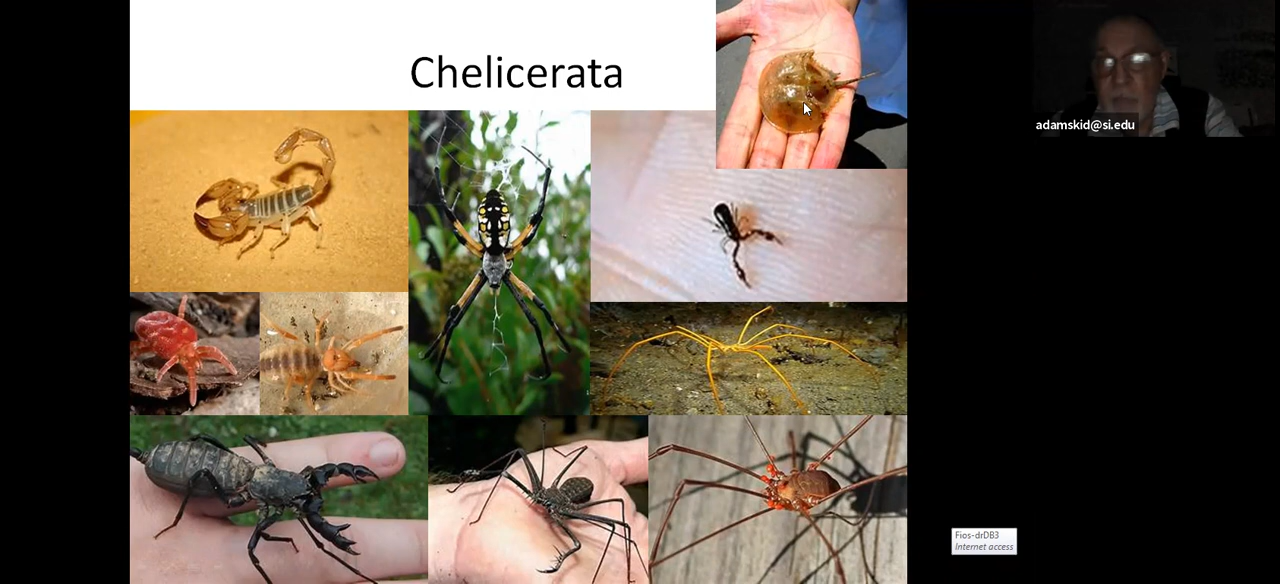 Chelicerata
adamskid@si.edu
Fios-drDB3
Internet access